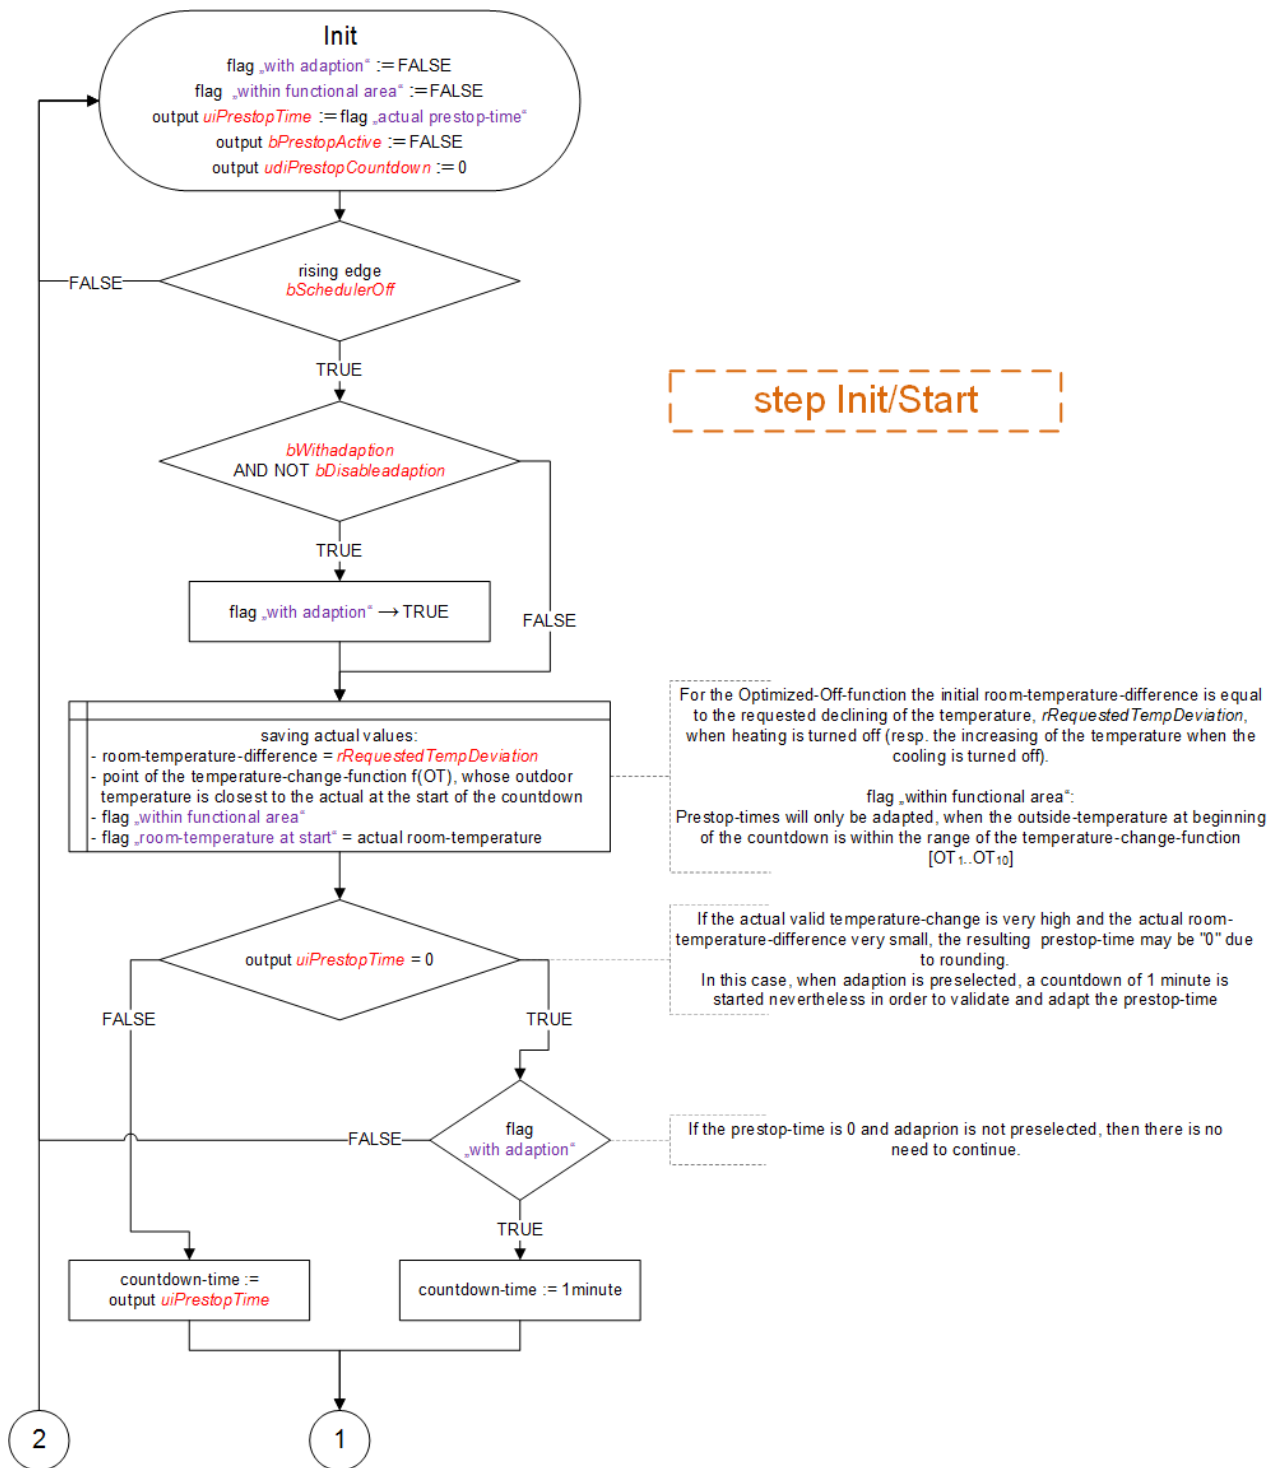 Init
flag „with adaption“ := FALSE
flag „within functional area“ :=FALSE
output uiPrestopTime := flag „actual prestop-time“
output bPrestopActive := FALSE
output udiPrestopCountdown := 0
rising edge
bSchedulerOff
FALSE
TRUE
step Init/Start
bWithadaption
AND NOT bDisableadaption
TRUE
flag „with adaption“ → TRUE
FALSE
saving actual values:
- room-temperature-difference = rRequestedTempDeviation
- point of the temperature-change-function f(OT), whose outdoor
temperature is closest to the actual at the start of the countdown
- flag „within functional area“
- flag „room-temperature at start“ = actual room-temperature
For the Optimized-Off-function the initial room-temperature-difference is equal
to the requested declining of the temperature, rRequestedTempDeviation,
when heating is turned off (resp. the increasing of the temperature when the
cooling is turned off).
flag „within functional area“:
Prestop-times will only be adapted, when the outside-temperature at beginning
of the countdown is within the range of the temperature-change-function
[OT1..OT10]
output uiPrestopTime = 0
If the actual valid temperature-change is very high and the actual room-
temperature-difference very small, the resulting prestop-time may be "0" due
to rounding.
In this case, when adaption is preselected, a countdown of 1 minute is
started nevertheless in order to validate and adapt the prestop-time
FALSE
TRUE
flag
„with adaption“
FALSE
If the prestop-time is 0 and adaprion is not preselected, then there is no
need to continue.
TRUE
countdown-time :=
output uiPrestopTime
countdown-time := 1minute
2
1